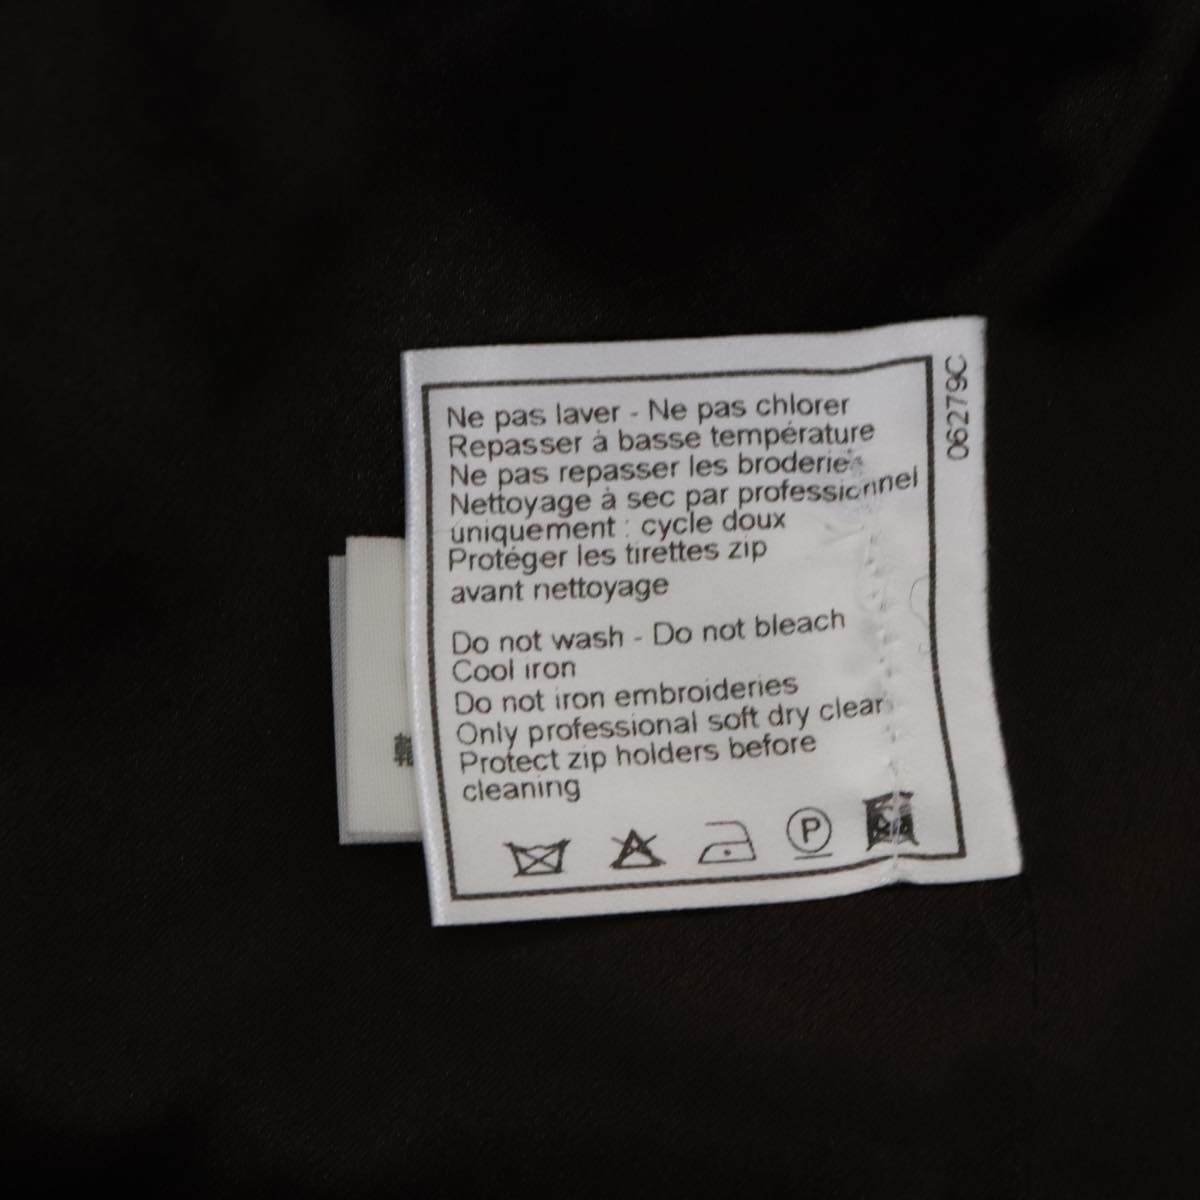 Ne pas laver - Ne pas chlorer
Repasser à basse température
Ne pas repasser les broderies
Nettoyage à sec par professionnel
uniquement : cycle doux
Protéger les tirettes zip
avant nettoyage
Do not wash - Do not bleach
Cool iron
Do not iron embroideries
Only professional soft dry clean
Protect zip holders before
cleaning
P
06279C